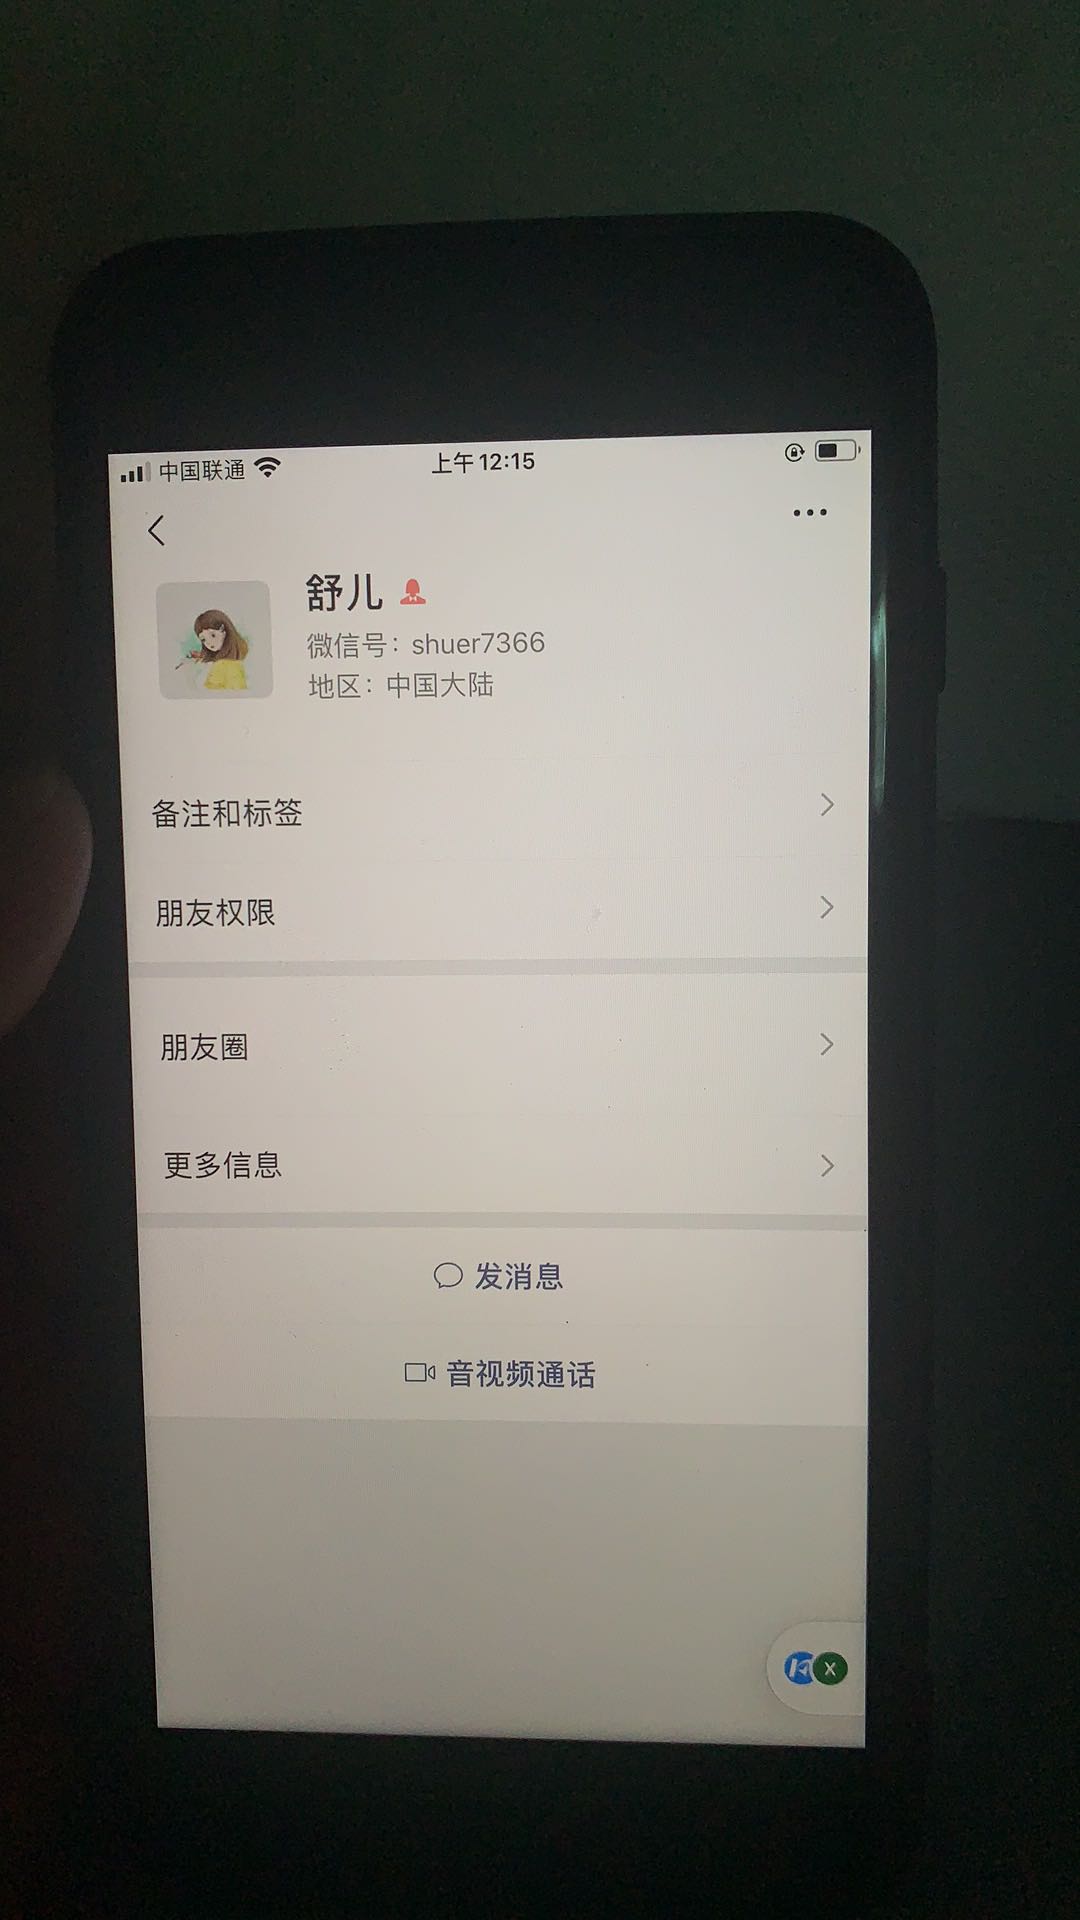 中国联通
上午12:15
舒儿
微信号：shuer7366
地区：中国大陆
备注和标签
朋友权限
朋友圈
更多信息
发消息
音视频通话
X